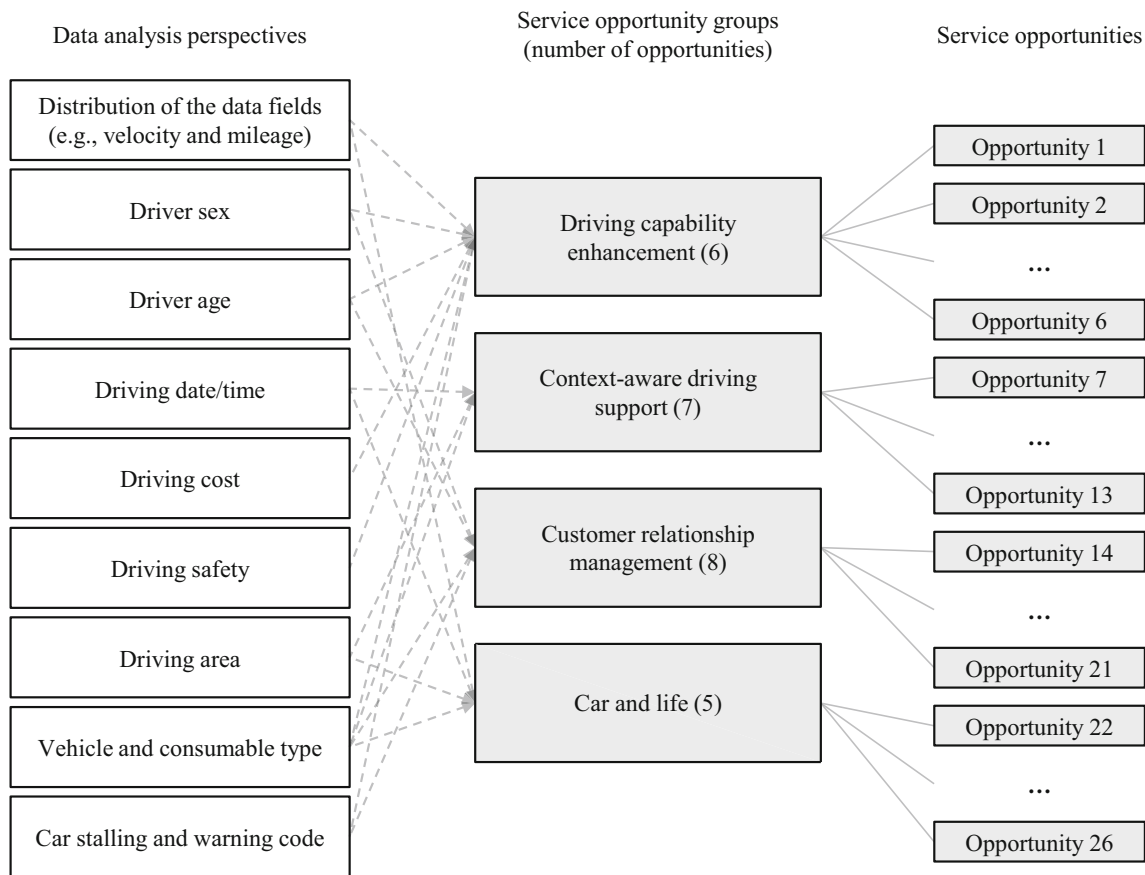 Data analysis perspectives
Distribution of the data fields
(e.g., velocity and mileage)
Driver sex
Driver age
Driving date/time
Driving cost
Driving safety
Driving area
Vehicle and consumable type
Car stalling and warning code
Service opportunity groups
(number of opportunities)
Driving capability
enhancement (6)
Context-aware driving
support (7)
Customer relationship
management (8)
Car and life (5)
Service opportunities
Opportunity 1
Opportunity 2
...
Opportunity 6
Opportunity 7
...
Opportunity 13
Opportunity 14
...
Opportunity 21
Opportunity 22
...
Opportunity 26